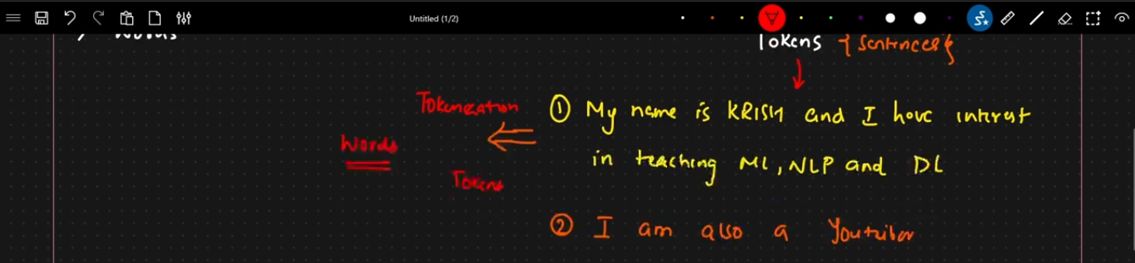 Untitled (1/2)
Words
Tokens {Sentences}
Tokenization
① My name is KRISH and I have interest
Words
in teaching ML, NLP and DL
Tokens
② I am also a Youtuber